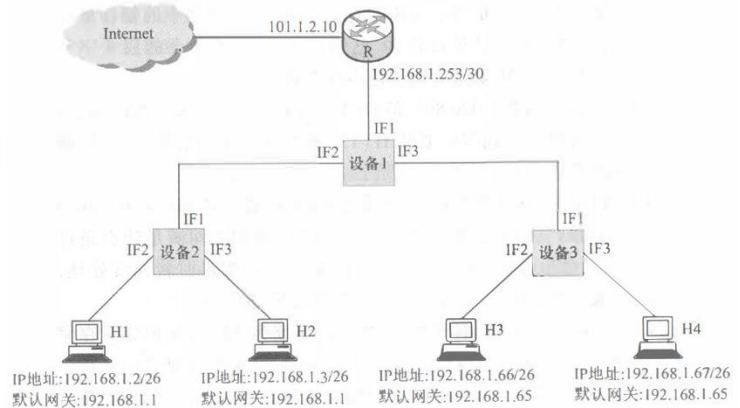 Internet
101.1.2.10
R
192.168.1.253/30
IF1
IF2
设备1
IF3
IF1
IF2
设备2
IF3
IF1
IF2
设备3
IF3
H1
H2
H3
H4
IP地址:192.168.1.2/26
默认网关:192.168.1.1
IP地址:192.168.1.3/26
默认网关:192.168.1.1
IP地址:192.168.1.66/26
默认网关:192.168.1.65
IP地址:192.168.1.67/26
默认网关:192.168.1.65